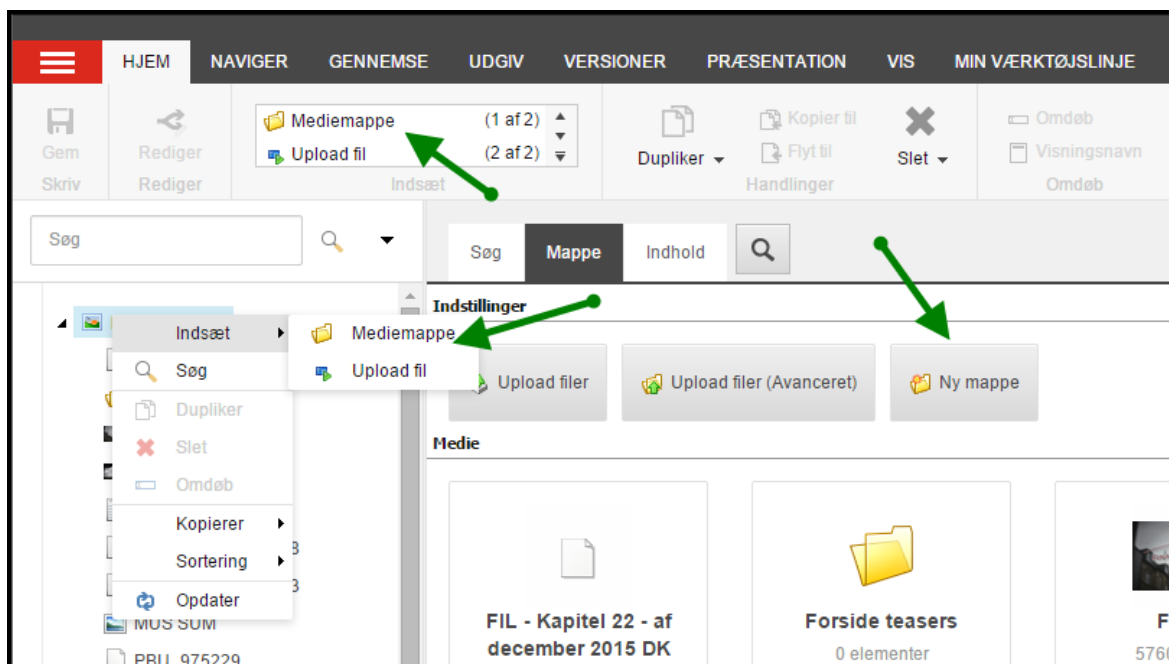 HJEM NAVIGER GENNEMSE UDGIV VERSIONER PRÆSENTATION VIS MIN VÆRKTØJSLINJE
Gem
Skriv
Rediger
Rediger
Mediemappe (1 af 2)
Upload fil (2 af 2)
Indsæt
Dupliker
Kopier til
Flyt til
Slet
Handlinger
Omdøb
Visningsnavn
Omdøb
Søg
Søg Mappe Indhold
Indstillinger
Indsæt
Søg
Dupliker
Slet
Omdøb
Kopierer
Sortering
Opdater
Mediemappe
Upload fil
8
3
MUS SUM
PBU_975229
Upload filer
Upload filer (Avanceret)
Ny mappe
Medie
FIL - Kapitel 22 - af
december 2015 DK
Forside teasers
0 elementer
F
576